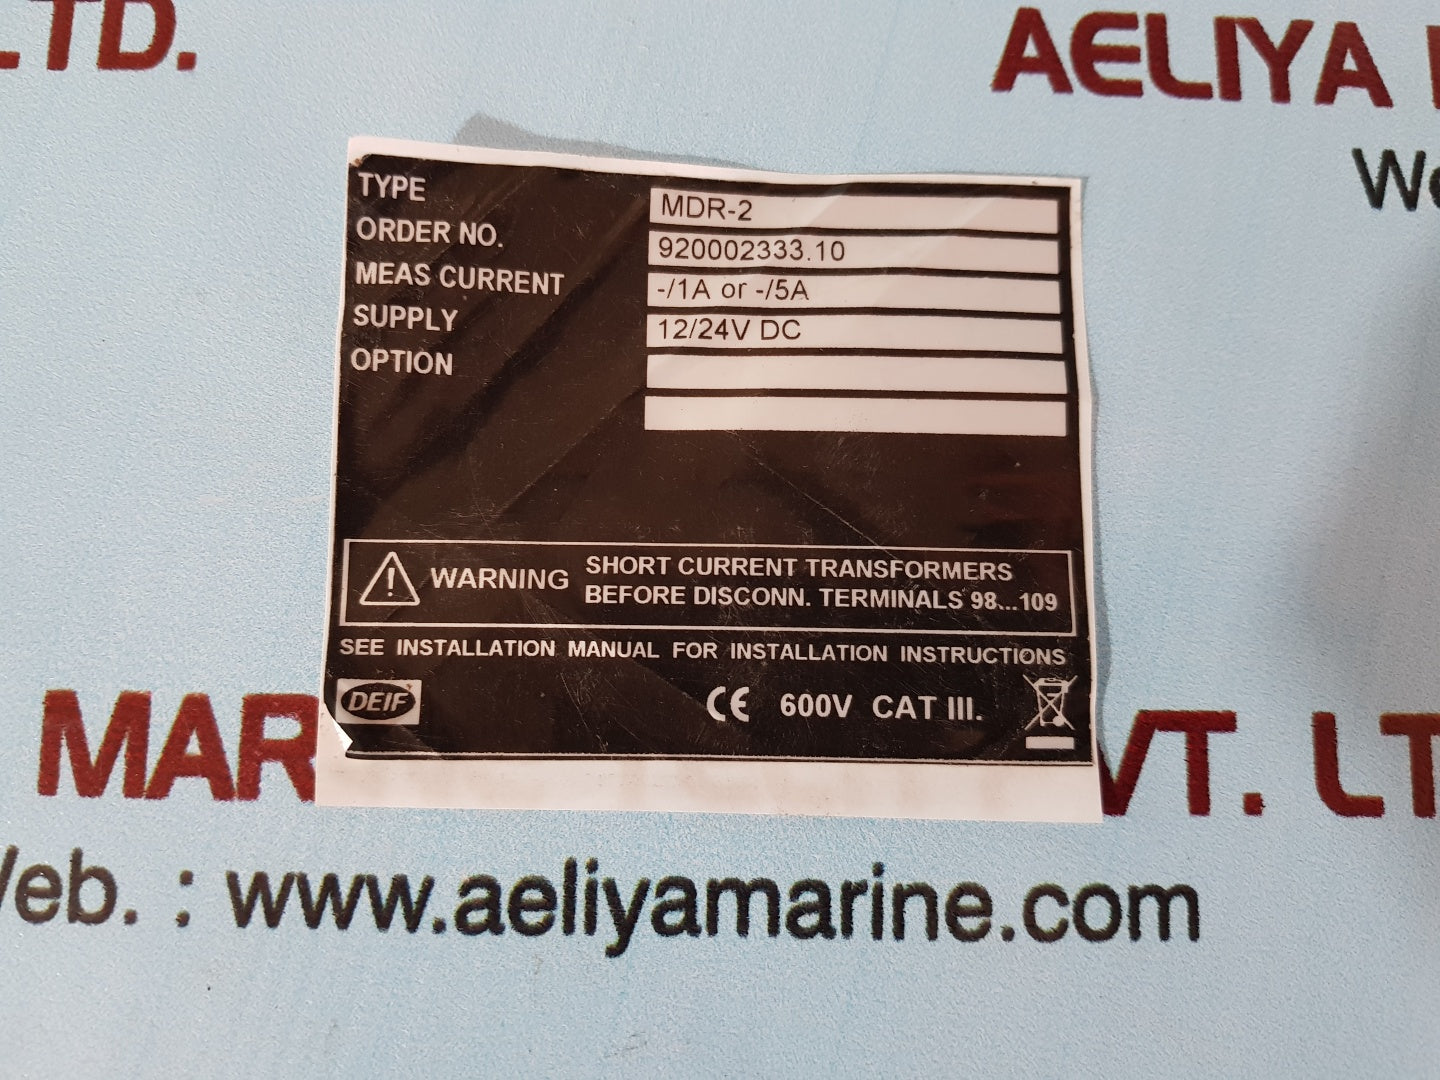 LTD.
AELIYA
TYPE MDR-2
ORDER NO. 920002333.10
MEAS CURRENT -/1A or -/5A
SUPPLY 12/24V DC
OPTION
WARNING SHORT CURRENT TRANSFORMERS
BEFORE DISCONN. TERMINALS 98...109
SEE INSTALLATION MANUAL FOR INSTALLATION INSTRUCTIONS
DEIF CE 600V CAT III.
MAR VT. LT
eb. : www.aeliyamarine.com